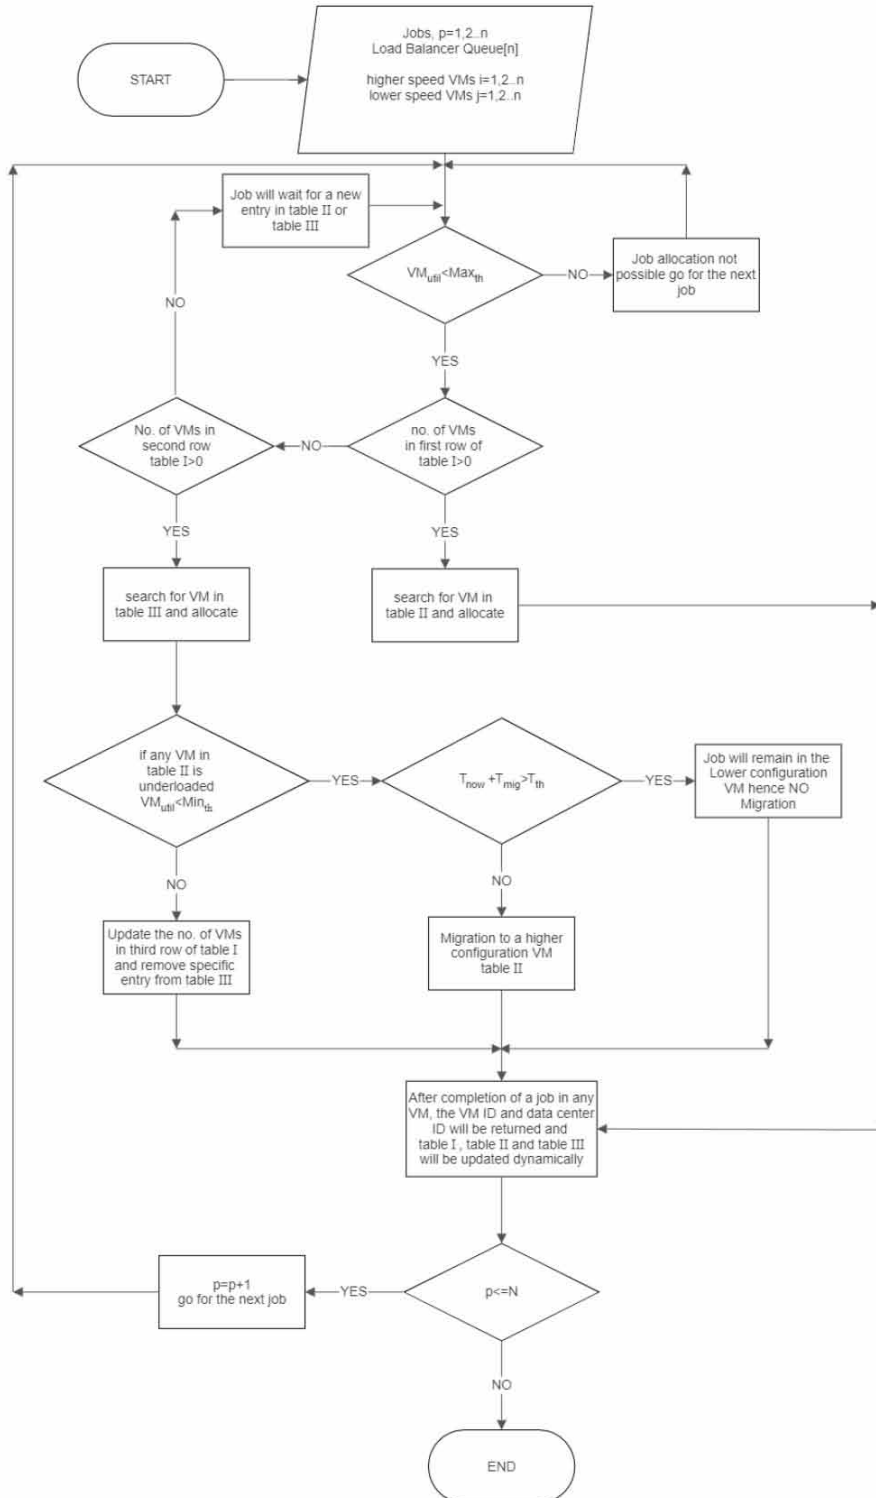 START
Jobs, p=1,2..n
Load Balancer Queue[n]
higher speed VMs i=1,2..n
lower speed VMs j=1,2..n
Job will wait for a new
entry in table II or
table III
VM_util<Max_th
NO
Job allocation not
possible go for the next
job
NO
YES
No. of VMs in
second row
table I>0
NO
no. of VMs
in first row of
table I>0
YES
YES
search for VM in
table III and allocate
search for VM in
table II and allocate
if any VM in
table II is
underloaded
VM_util<Min_th
YES
T_now +T_mig>T_th
YES
Job will remain in the
Lower configuration
VM hence NO
Migration
NO
NO
Update the no. of VMs
in third row of table I
and remove specific
entry from table III
Migration to a higher
configuration VM
table II
After completion of a job in any
VM, the VM ID and data center
ID will be returned and
table I , table II and table III
will be updated dynamically
p=p+1
go for the next job
YES
p<=N
NO
END